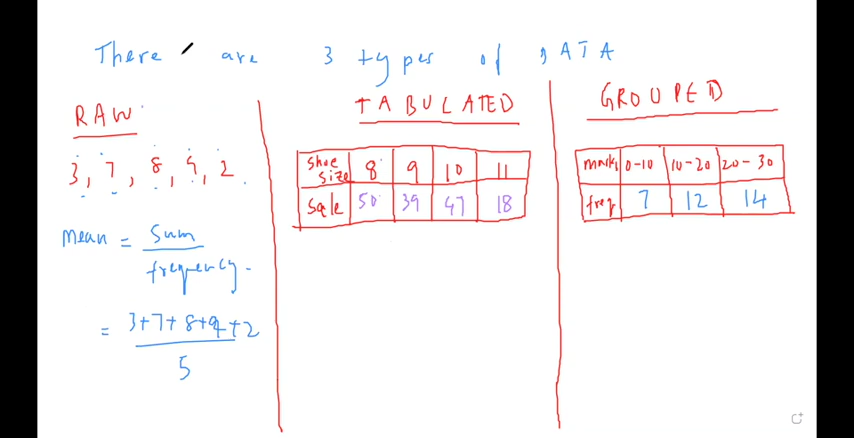 There are 3 types of DATA
RAW
3, 7, 8, 9, 2.
Mean = Sum
frequency.
= 3+7+8+9+2
5
TABULATED
Shoe size 8 9 10 11
Sale 50 39 47 18
GROUPED
Marks 0-10 10-20 20-30
freq 7 12 14